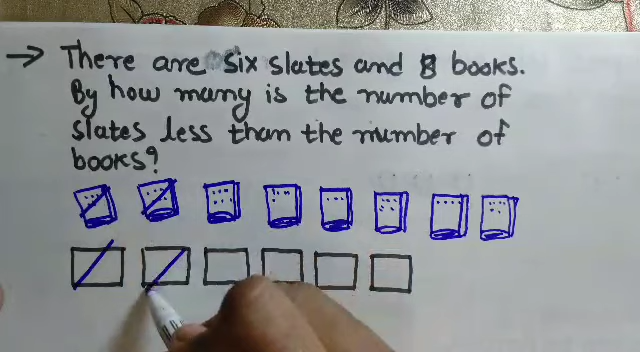 → There are six slates and 8 books.
By how many is the number of
slates less than the number of
books?